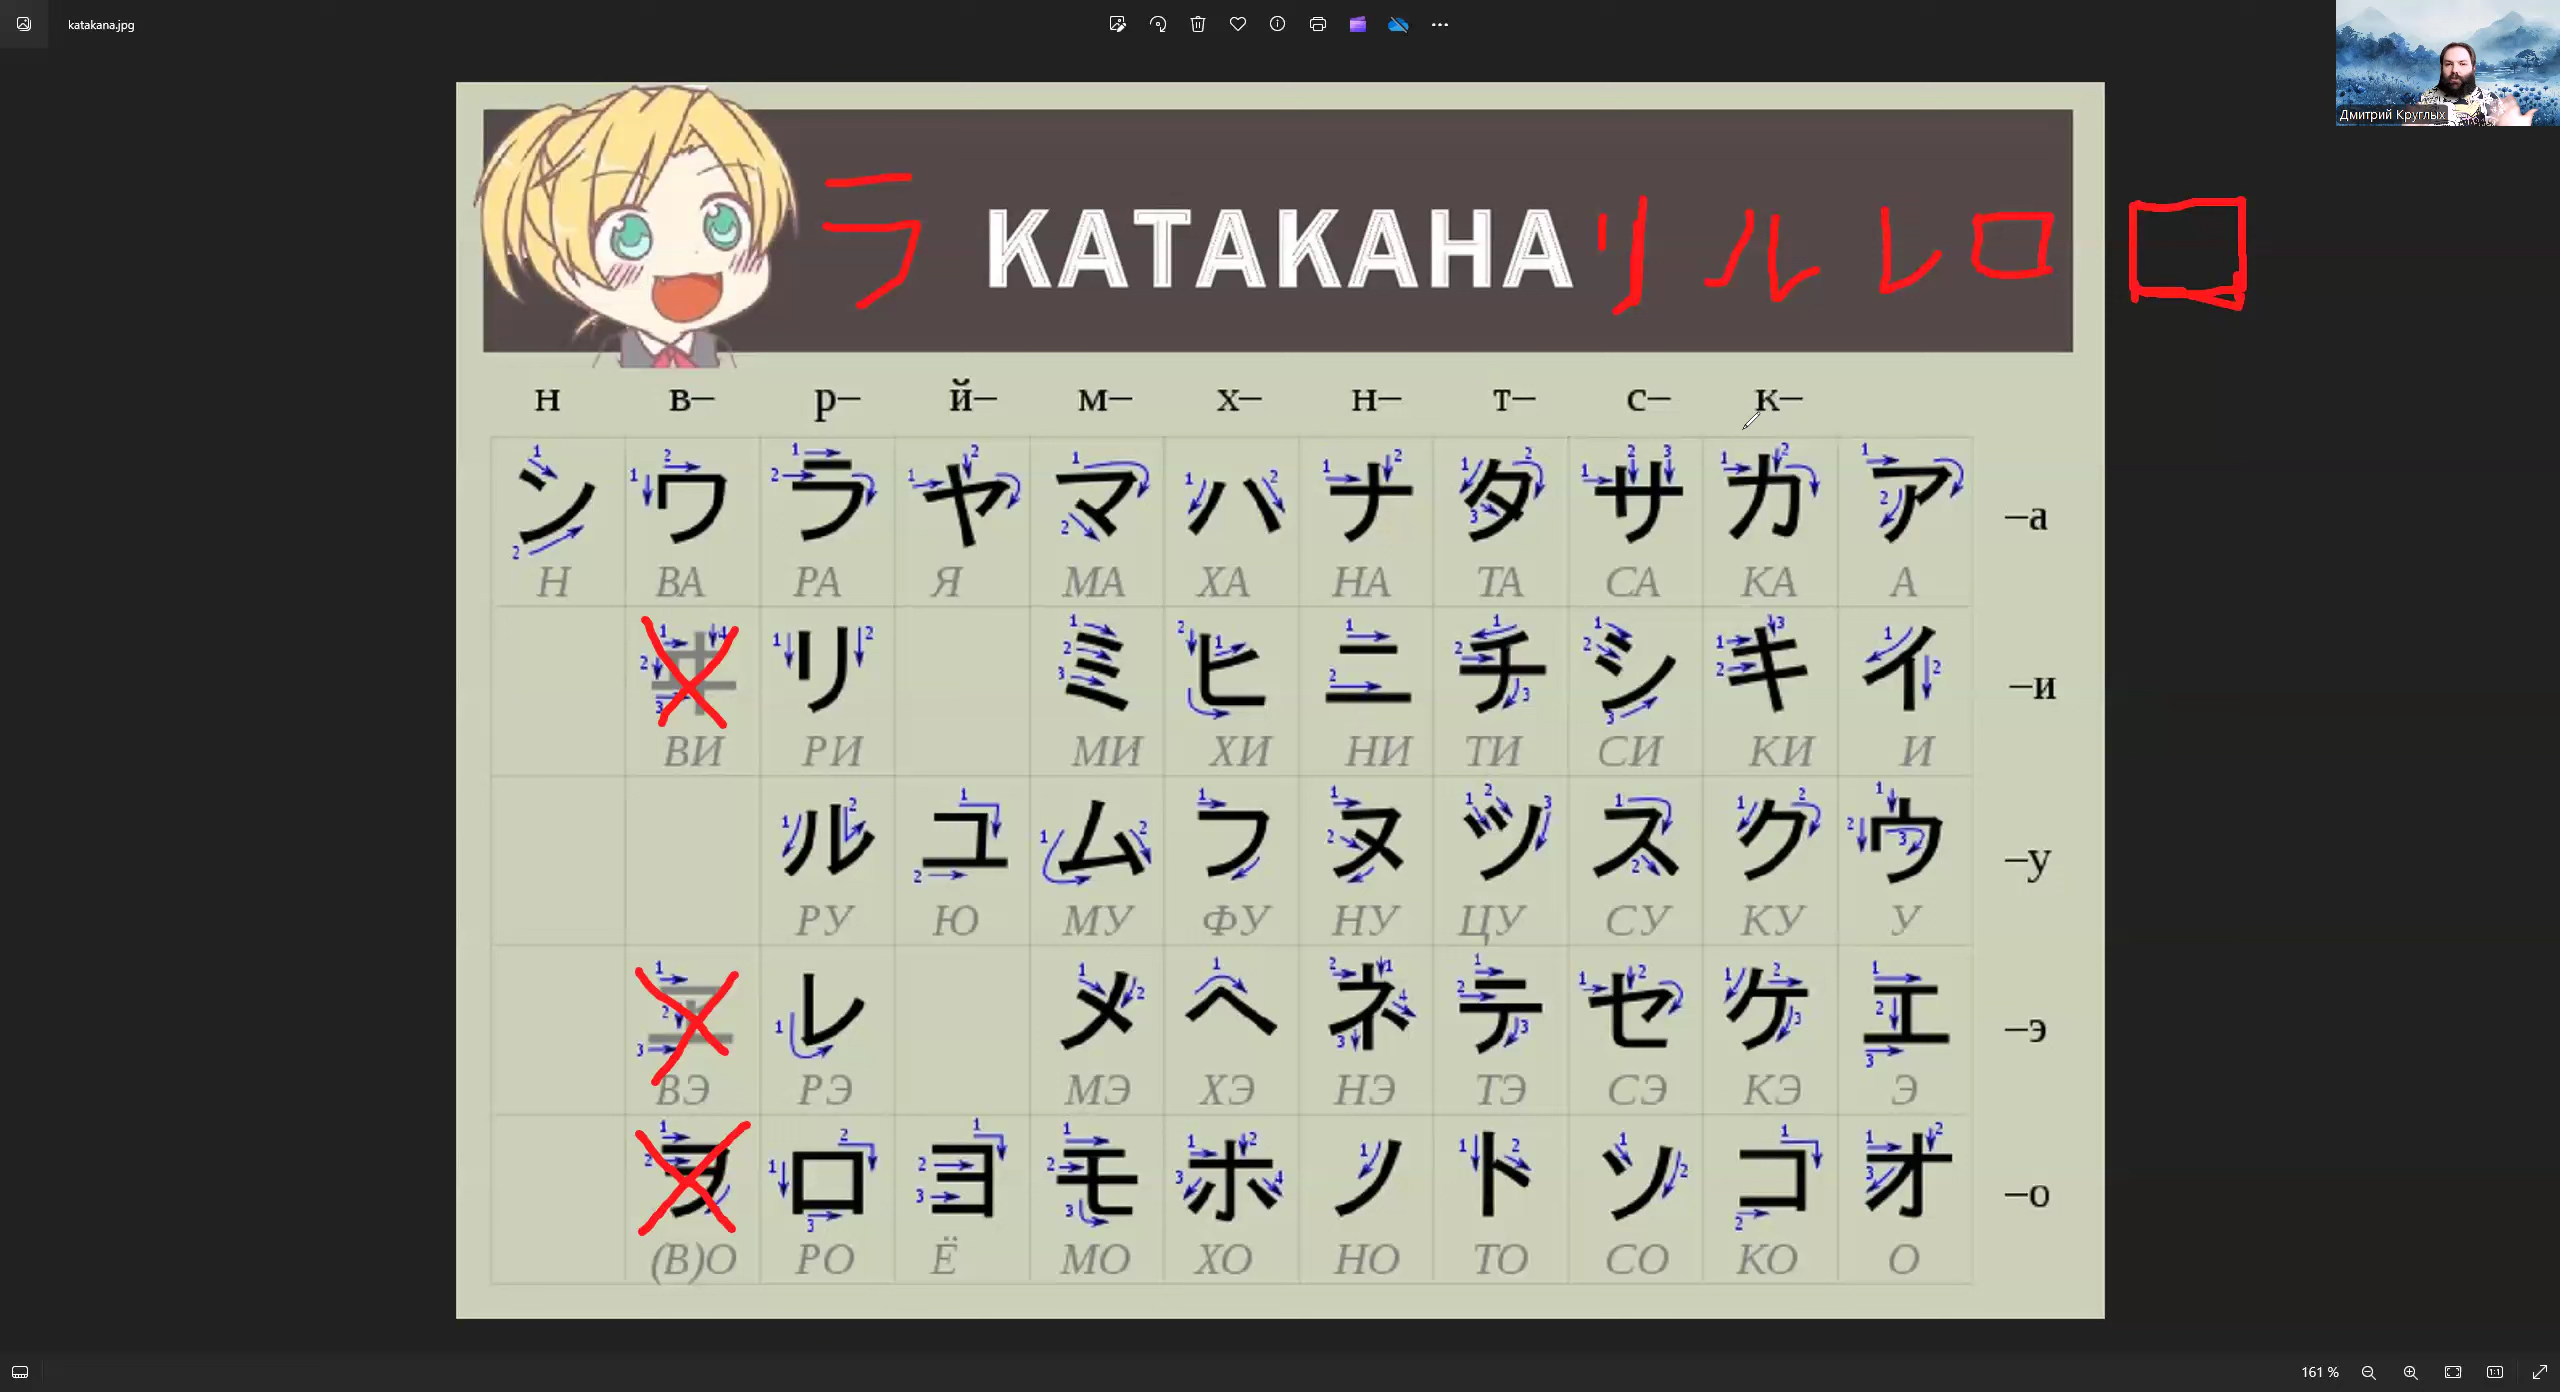 katakana.jpg
Дмитрий Круглых
ラ КАТАКАНА リ ル レ ロ
н в– р– й– м– х– н– т– с– к–
ン ワ ラ ヤ マ ハ ナ タ サ カ ア –а
Н ВА РА Я МА ХА НА ТА СА КА А
ヰ リ ミ ヒ ニ チ シ キ イ –и
ВИ РИ МИ ХИ НИ ТИ СИ КИ И
ル ユ ム フ ヌ ツ ス ク ウ –у
РУ Ю МУ ФУ НУ ЦУ СУ КУ У
ヱ レ メ ヘ ネ テ セ ケ エ –э
ВЭ РЭ МЭ ХЭ НЭ ТЭ СЭ КЭ Э
ヲ ロ ヨ モ ホ ノ ト ソ コ オ –о
(В)О РО Ё МО ХО НО ТО СО КО О
161 %